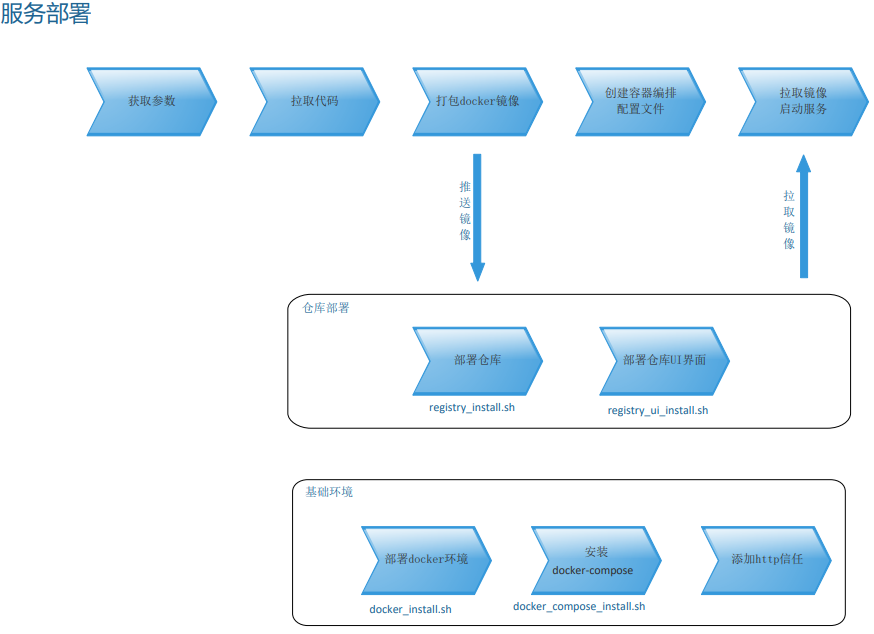 服务部署
获取参数
拉取代码
打包docker镜像
创建容器编排
配置文件
拉取镜像
启动服务
推送镜像
拉取镜像
仓库部署
部署仓库
registry_install.sh
部署仓库UI界面
registry_ui_install.sh
基础环境
部署docker环境
docker_install.sh
安装
docker-compose
docker_compose_install.sh
添加http信任